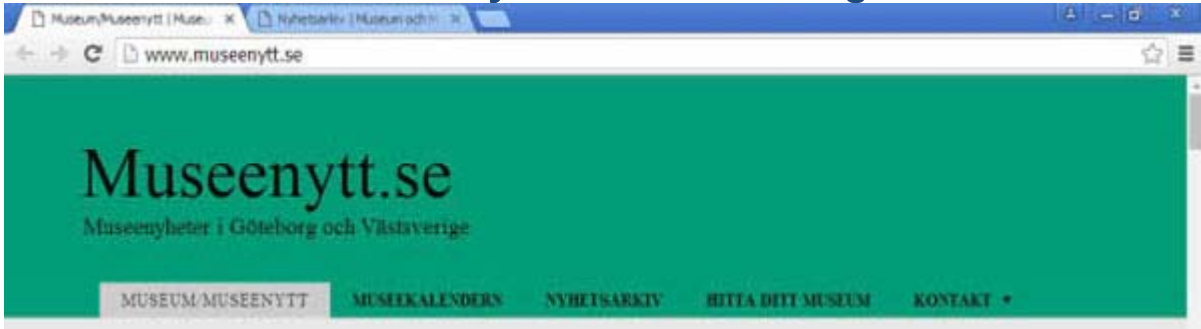 Museum/Museenytt | Museu
Nyhetsarkiv | Museum och
www.museenytt.se
Museenytt.se
Museenyheter i Göteborg och Västsverige
MUSEUM/MUSEENYTT MUSEEKALENDERN NYHETSARKIV HITTA DITT MUSEUM KONTAKT